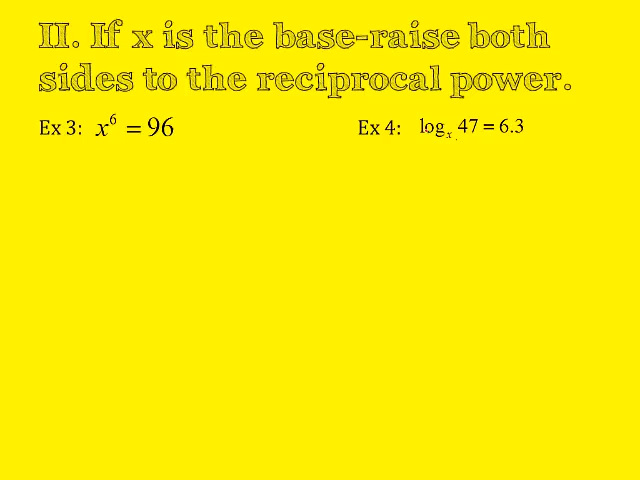 II. If x is the base-raise both
sides to the reciprocal power.
Ex 3: x⁶ = 96
Ex 4: logₓ 47 = 6.3